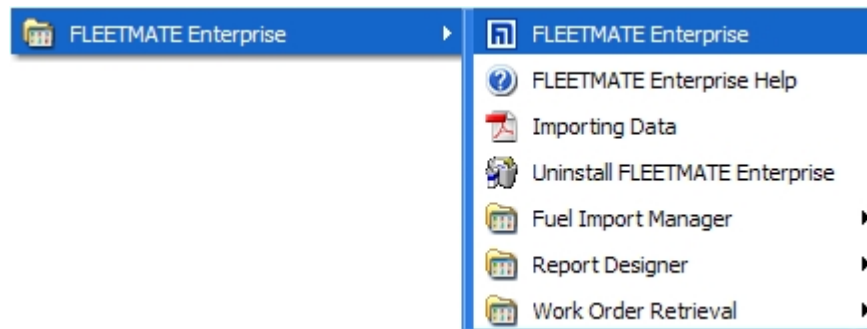 FLEETMATE Enterprise
FLEETMATE Enterprise
FLEETMATE Enterprise Help
Importing Data
Uninstall FLEETMATE Enterprise
Fuel Import Manager
Report Designer
Work Order Retrieval